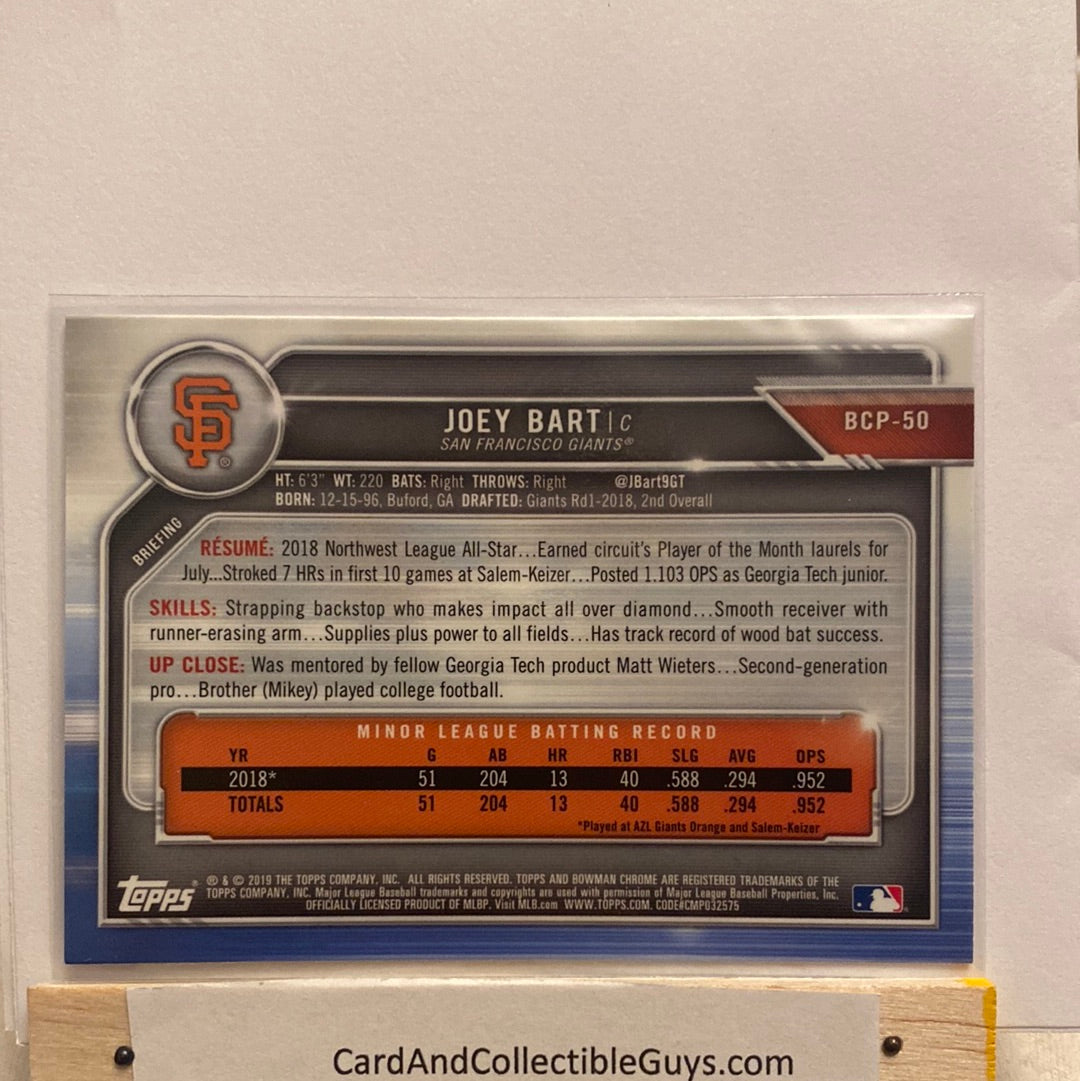 SF®
JOEY BART | C
SAN FRANCISCO GIANTS®
BCP-50
HT: 6'3" WT: 220 BATS: Right THROWS: Right @JBart9GT
BORN: 12-15-96, Buford, GA DRAFTED: Giants Rd1-2018, 2nd Overall
BRIEFING
RÉSUMÉ: 2018 Northwest League All-Star...Earned circuit's Player of the Month laurels for
July...Stroked 7 HRs in first 10 games at Salem-Keizer...Posted 1.103 OPS as Georgia Tech junior.
SKILLS: Strapping backstop who makes impact all over diamond...Smooth receiver with
runner-erasing arm...Supplies plus power to all fields...Has track record of wood bat success.
UP CLOSE: Was mentored by fellow Georgia Tech product Matt Wieters...Second-generation
pro...Brother (Mikey) played college football.
MINOR LEAGUE BATTING RECORD
YR G AB HR RBI SLG AVG OPS
2018* 51 204 13 40 .588 .294 .952
TOTALS 51 204 13 40 .588 .294 .952
*Played at AZL Giants Orange and Salem-Keizer
Topps®
® & © 2019 THE TOPPS COMPANY, INC. ALL RIGHTS RESERVED. TOPPS AND BOWMAN CHROME ARE REGISTERED TRADEMARKS OF THE
TOPPS COMPANY, INC. Major League Baseball trademarks and copyrights are used with permission of Major League Baseball Properties, Inc.
OFFICIALLY LICENSED PRODUCT OF MLBP. Visit MLB.com WWW.TOPPS.COM. CODE#CMP032575
CardAndCollectibleGuys.com